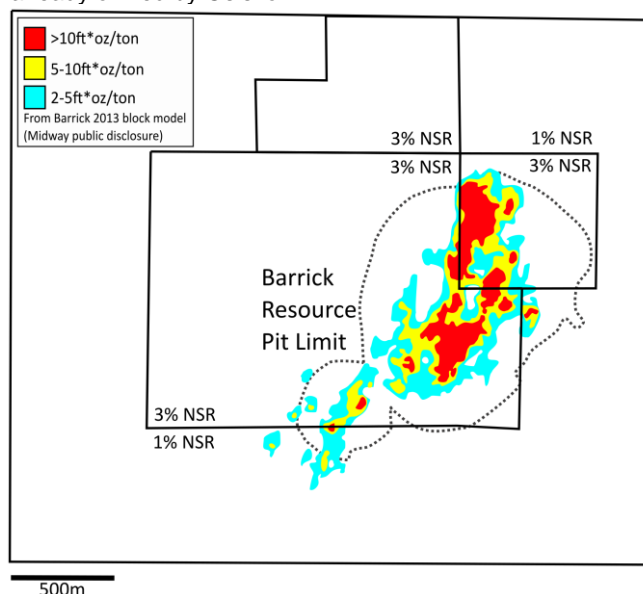 >10ft*oz/ton
5-10ft*oz/ton
2-5ft*oz/ton
From Barrick 2013 block model
(Midway public disclosure)
3% NSR
1% NSR
3% NSR
3% NSR
Barrick
Resource
Pit Limit
3% NSR
1% NSR
500m